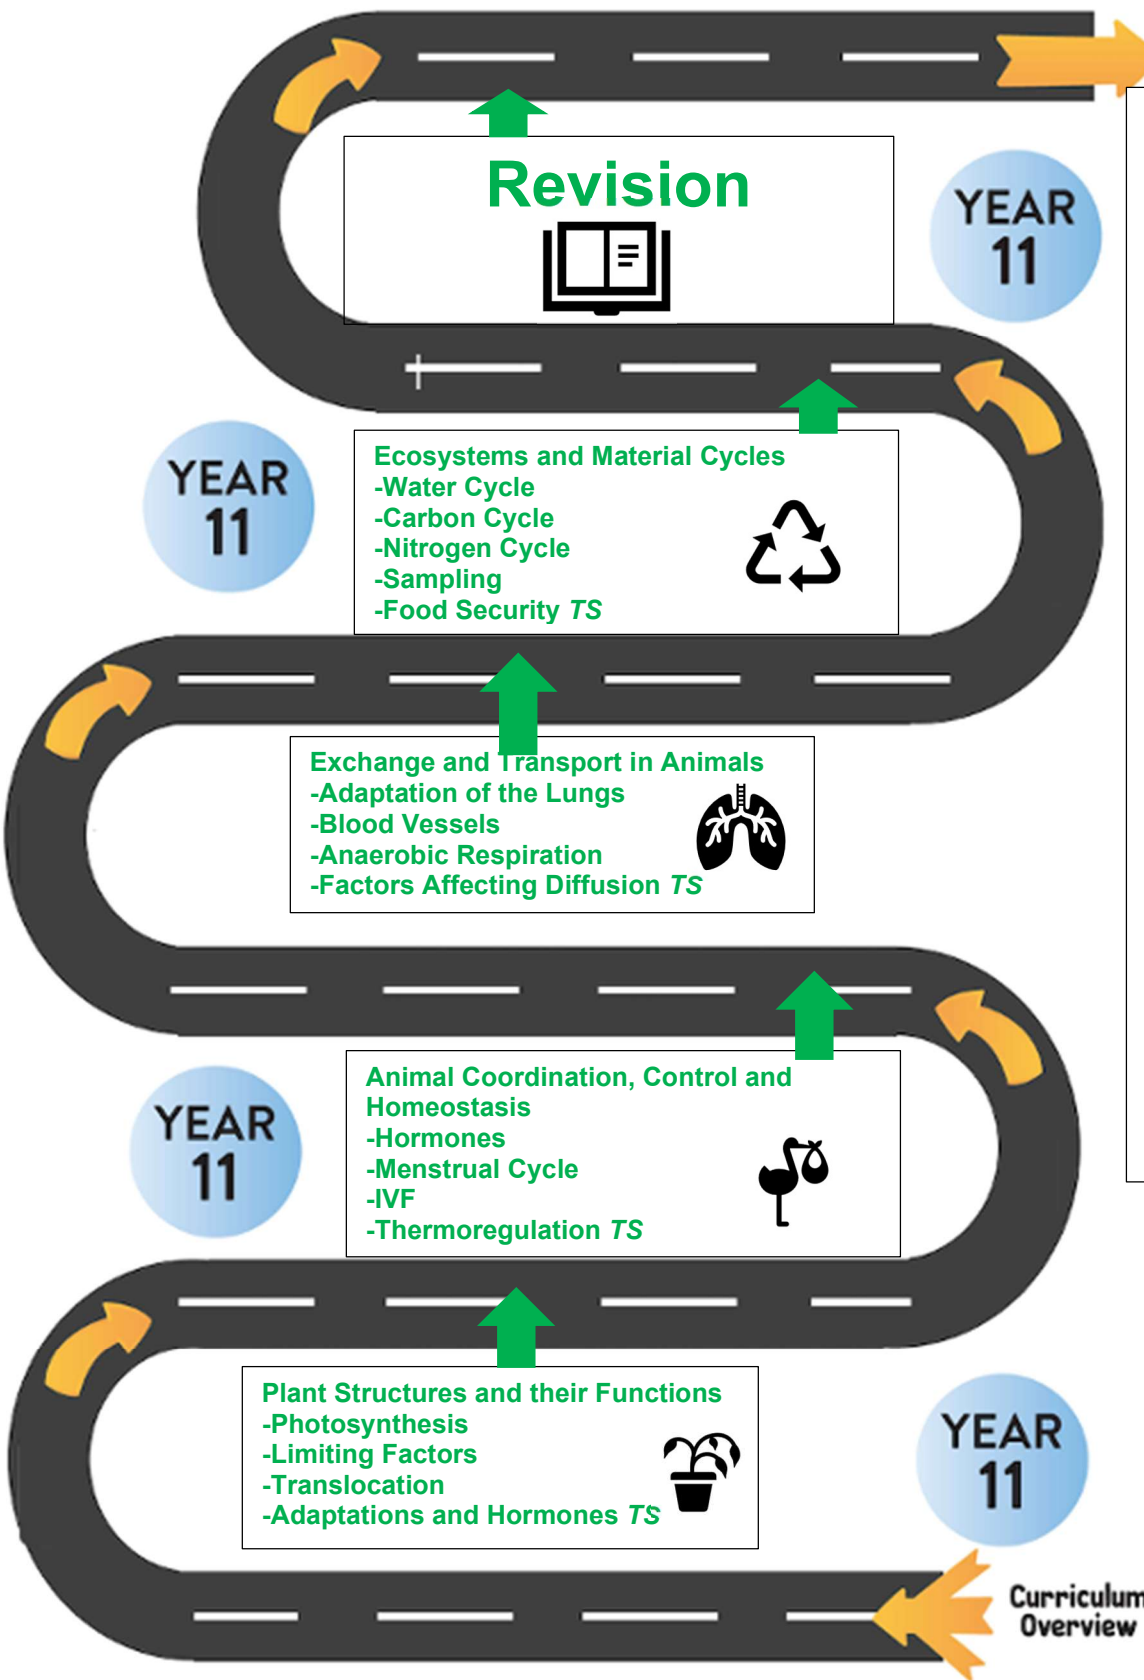 Revision
YEAR
11
YEAR
11
Ecosystems and Material Cycles
-Water Cycle
-Carbon Cycle
-Nitrogen Cycle
-Sampling
-Food Security TS
Exchange and Transport in Animals
-Adaptation of the Lungs
-Blood Vessels
-Anaerobic Respiration
-Factors Affecting Diffusion TS
Animal Coordination, Control and
Homeostasis
-Hormones
-Menstrual Cycle
-IVF
-Thermoregulation TS
YEAR
11
Plant Structures and their Functions
-Photosynthesis
-Limiting Factors
-Translocation
-Adaptations and Hormones TS
YEAR
11
Curriculum
Overview